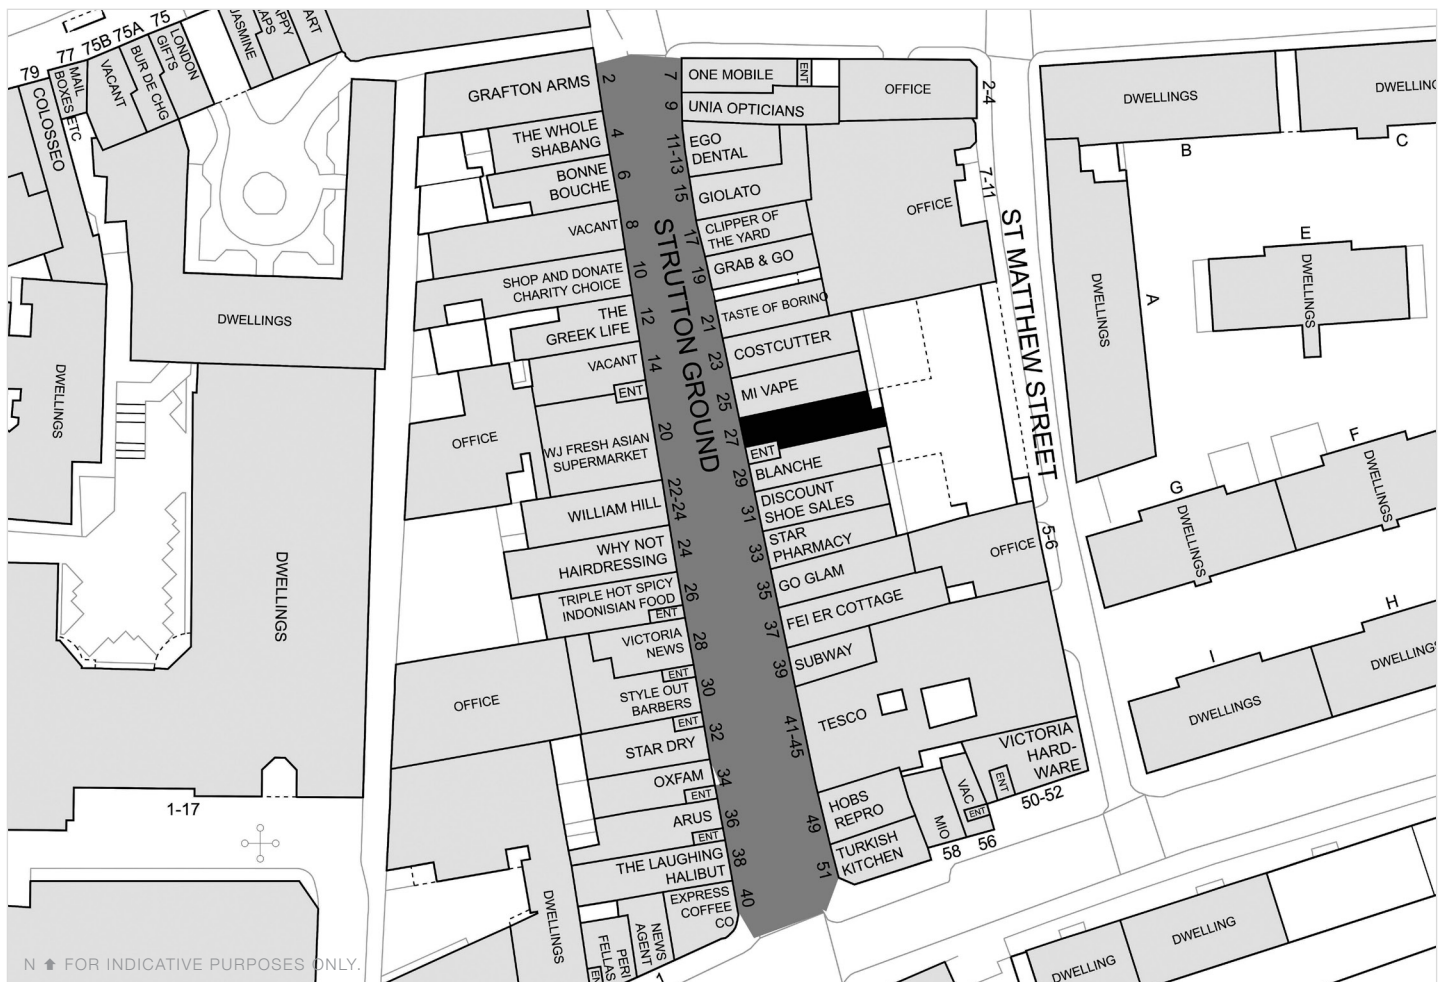 79
77
75B
75A
75
COLOSSEO
MAIL
BOXES ETC
VACANT
BUR DE CHG
LONDON
GIFTS
ART
GRAFTON ARMS
2
THE WHOLE
SHABANG
4
BONNE
BOUCHE
6
VACANT
8
SHOP AND DONATE
CHARITY CHOICE
10
THE
GREEK LIFE
12
VACANT
14
ENT
WJ FRESH ASIAN
SUPERMARKET
20
WILLIAM HILL
22-24
WHY NOT
HAIRDRESSING
24
TRIPLE HOT SPICY
INDONISIAN FOOD
26
ENT
VICTORIA
NEWS
28
ENT
STYLE OUT
BARBERS
30
ENT
STAR DRY
32
OXFAM
34
ENT
ARUS
36
ENT
THE LAUGHING
HALIBUT
38
EXPRESS
COFFEE
CO
40
NEWS
AGENT
PERI
FELLAS
STRUTTON GROUND
7
ONE MOBILE
ENT
9
UNIA OPTICIANS
11-13
EGO
DENTAL
15
GIOLATO
17
CLIPPER OF
THE YARD
19
GRAB & GO
21
TASTE OF BORINO
23
COSTCUTTER
25
MI VAPE
27
ENT
29
BLANCHE
31
DISCOUNT
SHOE SALES
33
STAR
PHARMACY
35
GO GLAM
37
FEI ER COTTAGE
39
SUBWAY
41-45
TESCO
49
HOBS
REPRO
51
TURKISH
KITCHEN
MIO
58
VAC
ENT
56
ENT
VICTORIA
HARD-
WARE
50-52
OFFICE
2-4
OFFICE
7-11
ST MATTHEW STREET
OFFICE
5-6
DWELLINGS
B
C
DWELLINGS
A
E
DWELLINGS
F
DWELLINGS
G
DWELLINGS
H
I
DWELLINGS
DWELLING
DWELLING
DWELLINGS
DWELLINGS
DWELLINGS
1-17
OFFICE
OFFICE
DWELLINGS
N FOR INDICATIVE PURPOSES ONLY.